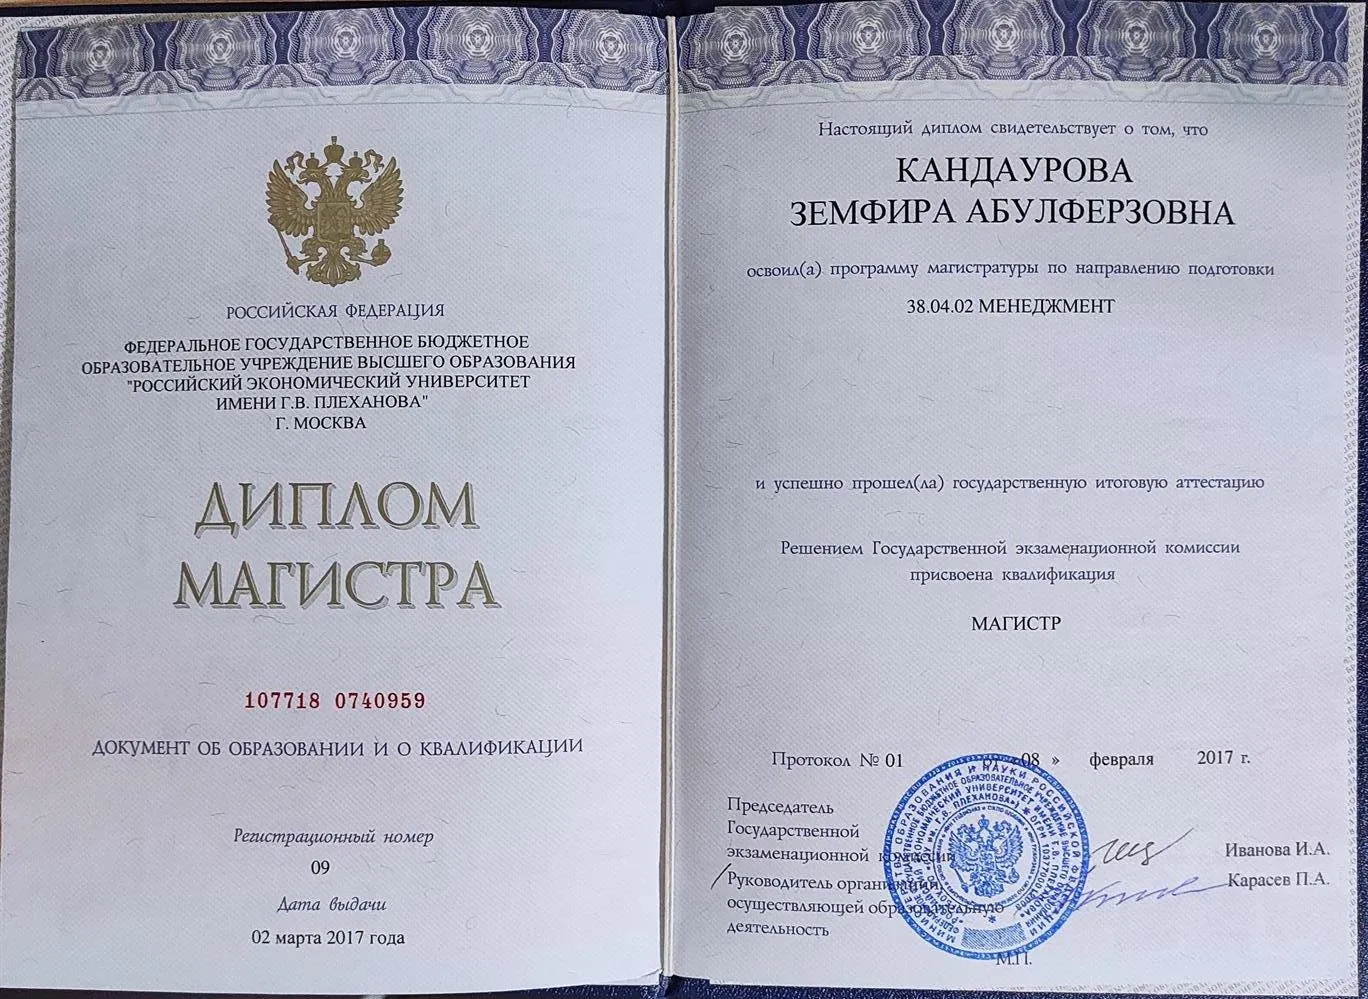 РОССИЙСКАЯ ФЕДЕРАЦИЯ
ФЕДЕРАЛЬНОЕ ГОСУДАРСТВЕННОЕ БЮДЖЕТНОЕ
ОБРАЗОВАТЕЛЬНОЕ УЧРЕЖДЕНИЕ ВЫСШЕГО ОБРАЗОВАНИЯ
"РОССИЙСКИЙ ЭКОНОМИЧЕСКИЙ УНИВЕРСИТЕТ
ИМЕНИ Г.В. ПЛЕХАНОВА"
Г. МОСКВА
ДИПЛОМ
МАГИСТРА
107718 0740959
ДОКУМЕНТ ОБ ОБРАЗОВАНИИ И О КВАЛИФИКАЦИИ
Регистрационный номер
09
Дата выдачи
02 марта 2017 года
Настоящий диплом свидетельствует о том, что
КАНДАУРОВА
ЗЕМФИРА АБУЛФЕРЗОВНА
освоил(а) программу магистратуры по направлению подготовки
38.04.02 МЕНЕДЖМЕНТ
и успешно прошел(ла) государственную итоговую аттестацию
Решением Государственной экзаменационной комиссии
присвоена квалификация
МАГИСТР
Протокол № 01 от «08 » февраля 2017 г.
Председатель
Государственной
экзаменационной комиссии
Иванова И.А.
Руководитель организации,
Карасев П.А.
осуществляющей образовательную
деятельность
М.П.